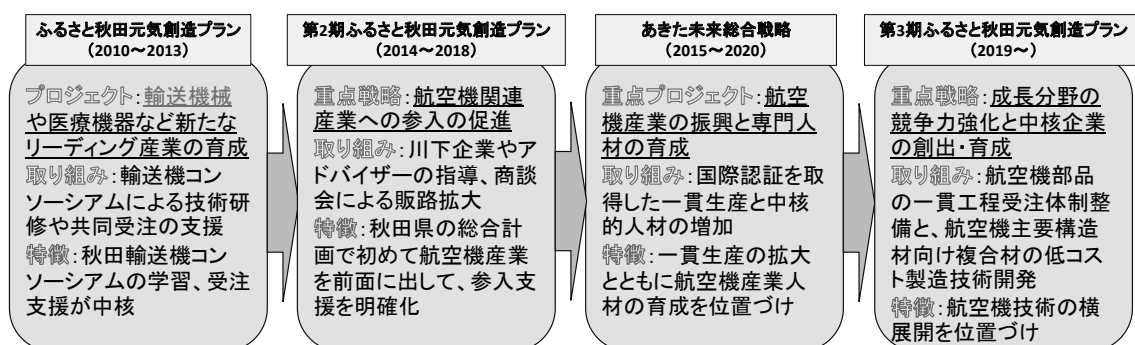 ふるさと秋田元気創造プラン
（2010～2013）
プロジェクト：輸送機械
や医療機器など新たな
リーディング産業の育成
取り組み：輸送機コン
ソーシアムによる技術研
修や共同受注の支援
特徴：秋田輸送機コン
ソーシアムの学習、受注
支援が中核
第2期ふるさと秋田元気創造プラン
（2014～2018）
重点戦略：航空機関連
産業への参入の促進
取り組み：川下企業やア
ドバイザーの指導、商談
会による販路拡大
特徴：秋田県の総合計
画で初めて航空機産業
を前面に出して、参入支
援を明確化
あきた未来総合戦略
（2015～2020）
重点プロジェクト：航空
機産業の振興と専門人
材の育成
取り組み：国際認証を取
得した一貫生産と中核
的人材の増加
特徴：一貫生産の拡大
とともに航空機産業人
材の育成を位置づけ
第3期ふるさと秋田元気創造プラン
（2019～）
重点戦略：成長分野の
競争力強化と中核企業
の創出・育成
取り組み：航空機部品
の一貫工程受注体制整
備と、航空機主要構造
材向け複合材の低コス
ト製造技術開発
特徴：航空機技術の横
展開を位置づけ